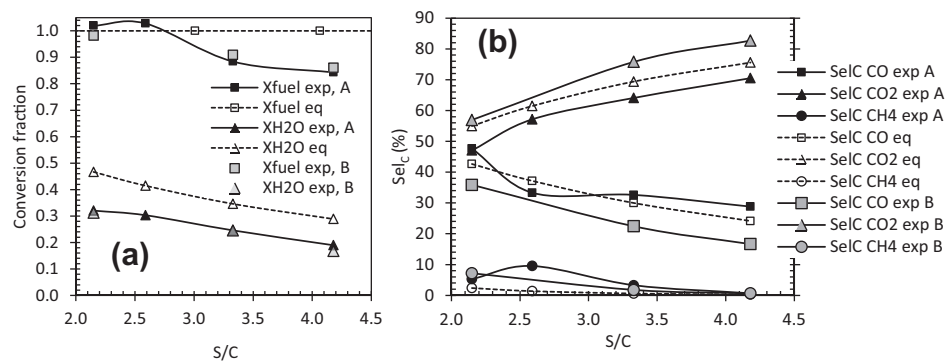 (a)
Conversion fraction
1.0
0.9
0.8
0.7
0.6
0.5
0.4
0.3
0.2
0.1
0.0
2.0 2.5 3.0 3.5 4.0 4.5
S/C
Xfuel exp, A
Xfuel eq
XH2O exp, A
XH2O eq
Xfuel exp, B
XH2O exp, B
(b)
Sel_C (%)
90
80
70
60
50
40
30
20
10
0
2.0 2.5 3.0 3.5 4.0 4.5
S/C
SelC CO exp A
SelC CO2 exp A
SelC CH4 exp A
SelC CO eq
SelC CO2 eq
SelC CH4 eq
SelC CO exp B
SelC CO2 exp B
SelC CH4 exp B